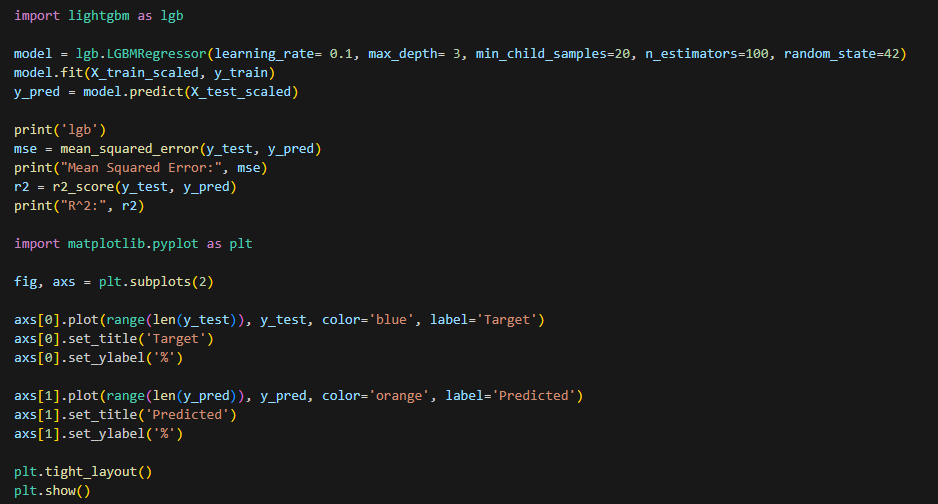 import lightgbm as lgb
model = lgb.LGBMRegressor(learning_rate= 0.1, max_depth= 3, min_child_samples=20, n_estimators=100, random_state=42)
model.fit(X_train_scaled, y_train)
y_pred = model.predict(X_test_scaled)
print('lgb')
mse = mean_squared_error(y_test, y_pred)
print("Mean Squared Error:", mse)
r2 = r2_score(y_test, y_pred)
print("R^2:", r2)
import matplotlib.pyplot as plt
fig, axs = plt.subplots(2)
axs[0].plot(range(len(y_test)), y_test, color='blue', label='Target')
axs[0].set_title('Target')
axs[0].set_ylabel('%')
axs[1].plot(range(len(y_pred)), y_pred, color='orange', label='Predicted')
axs[1].set_title('Predicted')
axs[1].set_ylabel('%')
plt.tight_layout()
plt.show()